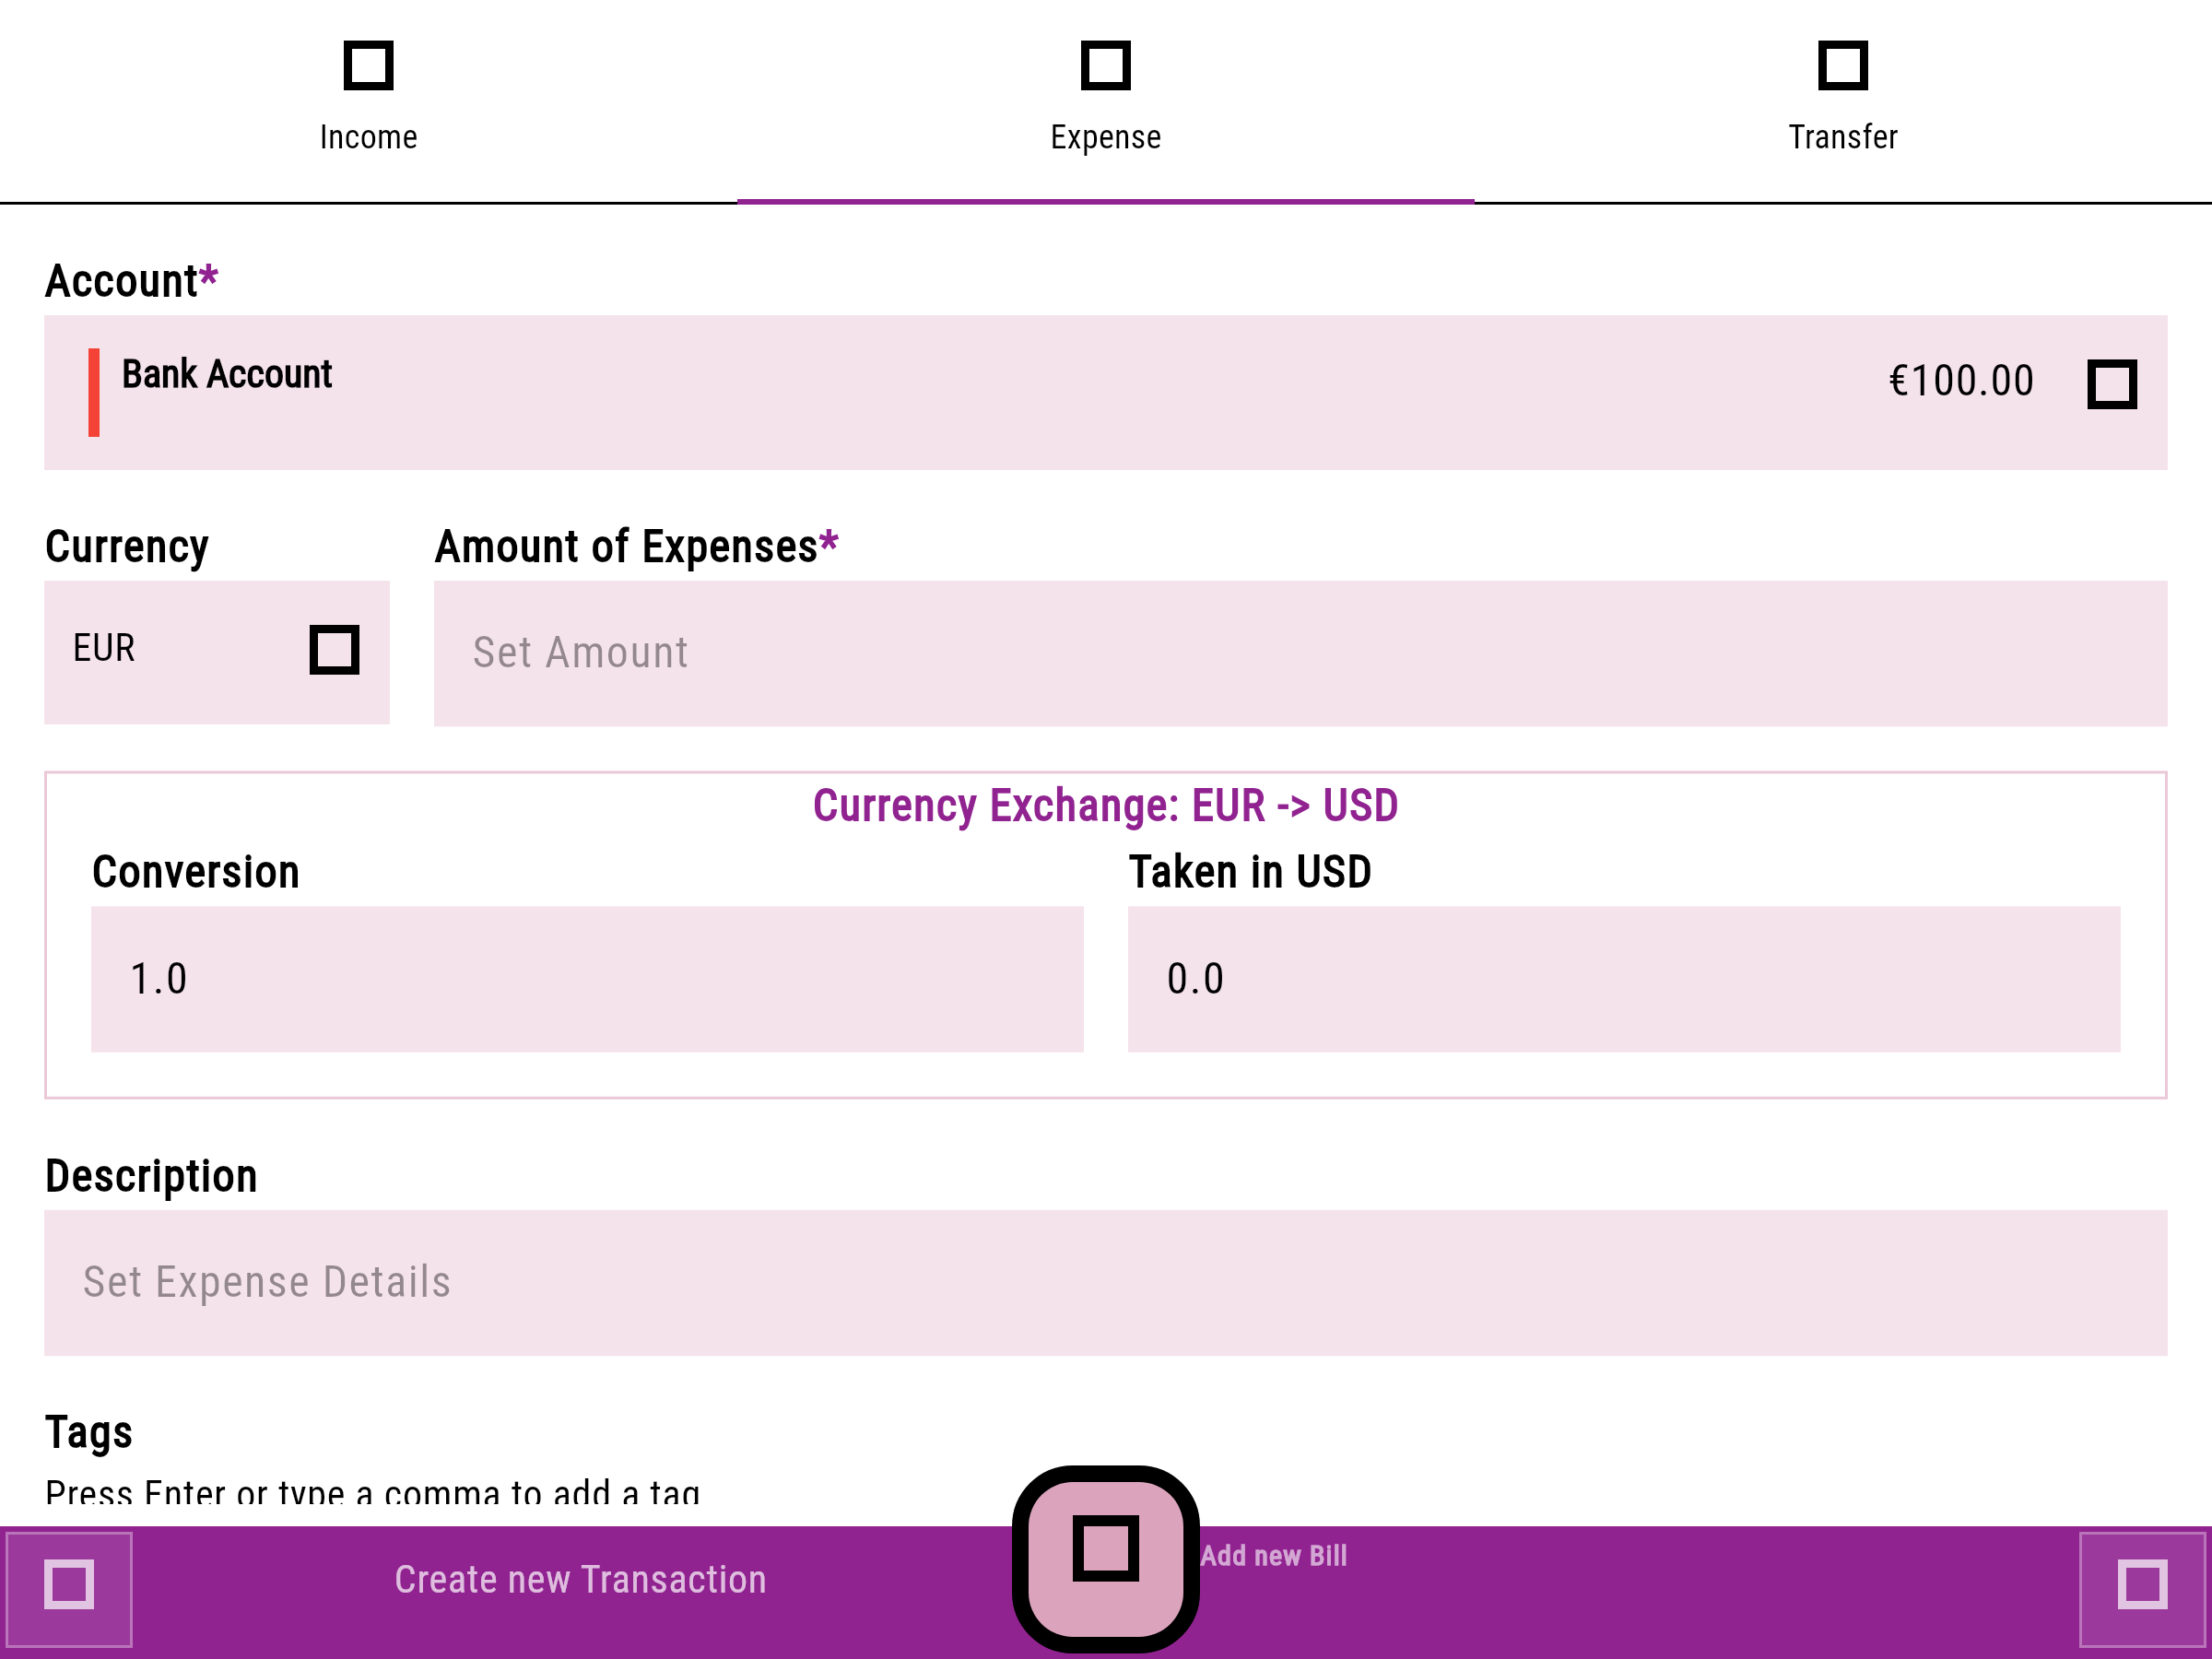 Income
Expense
Transfer
Account*
Bank Account
€100.00
Currency
Amount of Expenses*
EUR
Set Amount
Currency Exchange: EUR -> USD
Conversion
Taken in USD
1.0
0.0
Description
Set Expense Details
Tags
Press Enter or type a comma to add a tag
Create new Transaction
Add new Bill